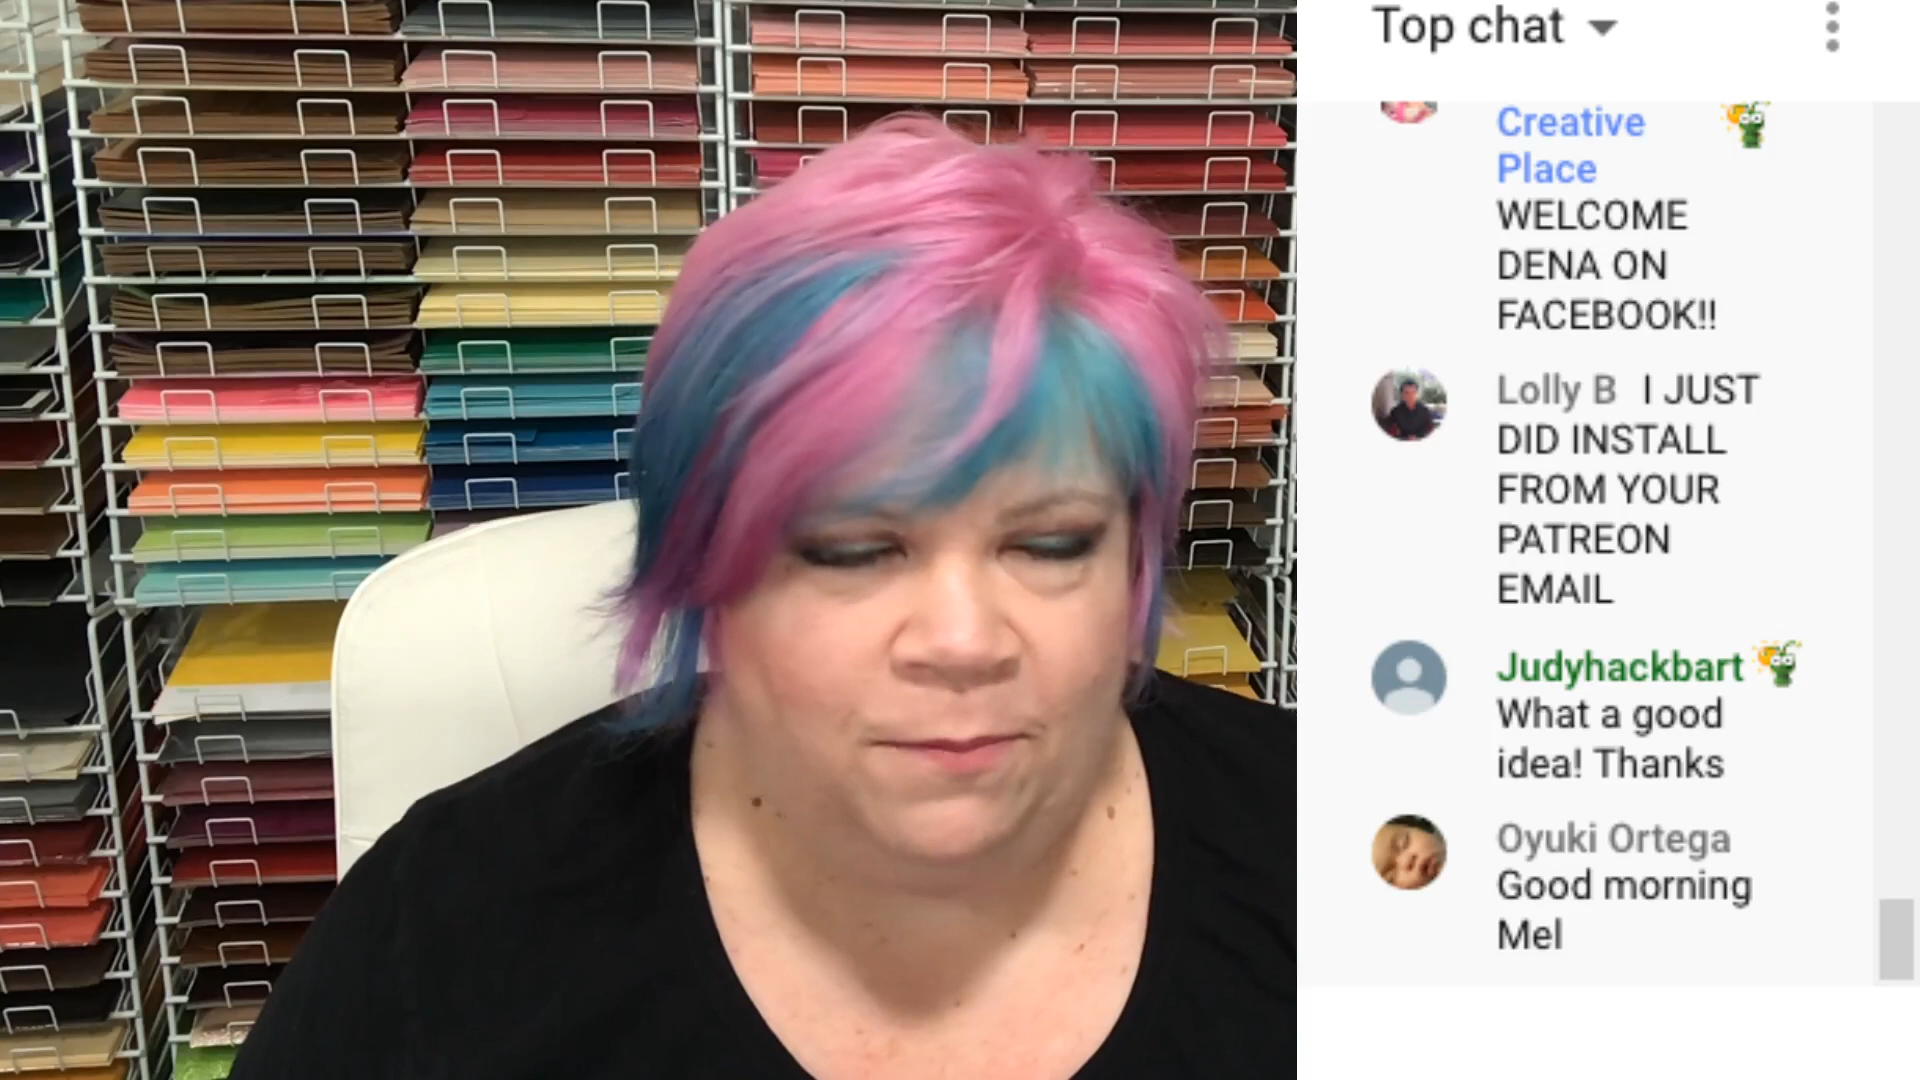 Top chat
Creative
Place
WELCOME
DENA ON
FACEBOOK!!
Lolly B I JUST
DID INSTALL
FROM YOUR
PATREON
EMAIL
Judyhackbart
What a good
idea! Thanks
Oyuki Ortega
Good morning
Mel